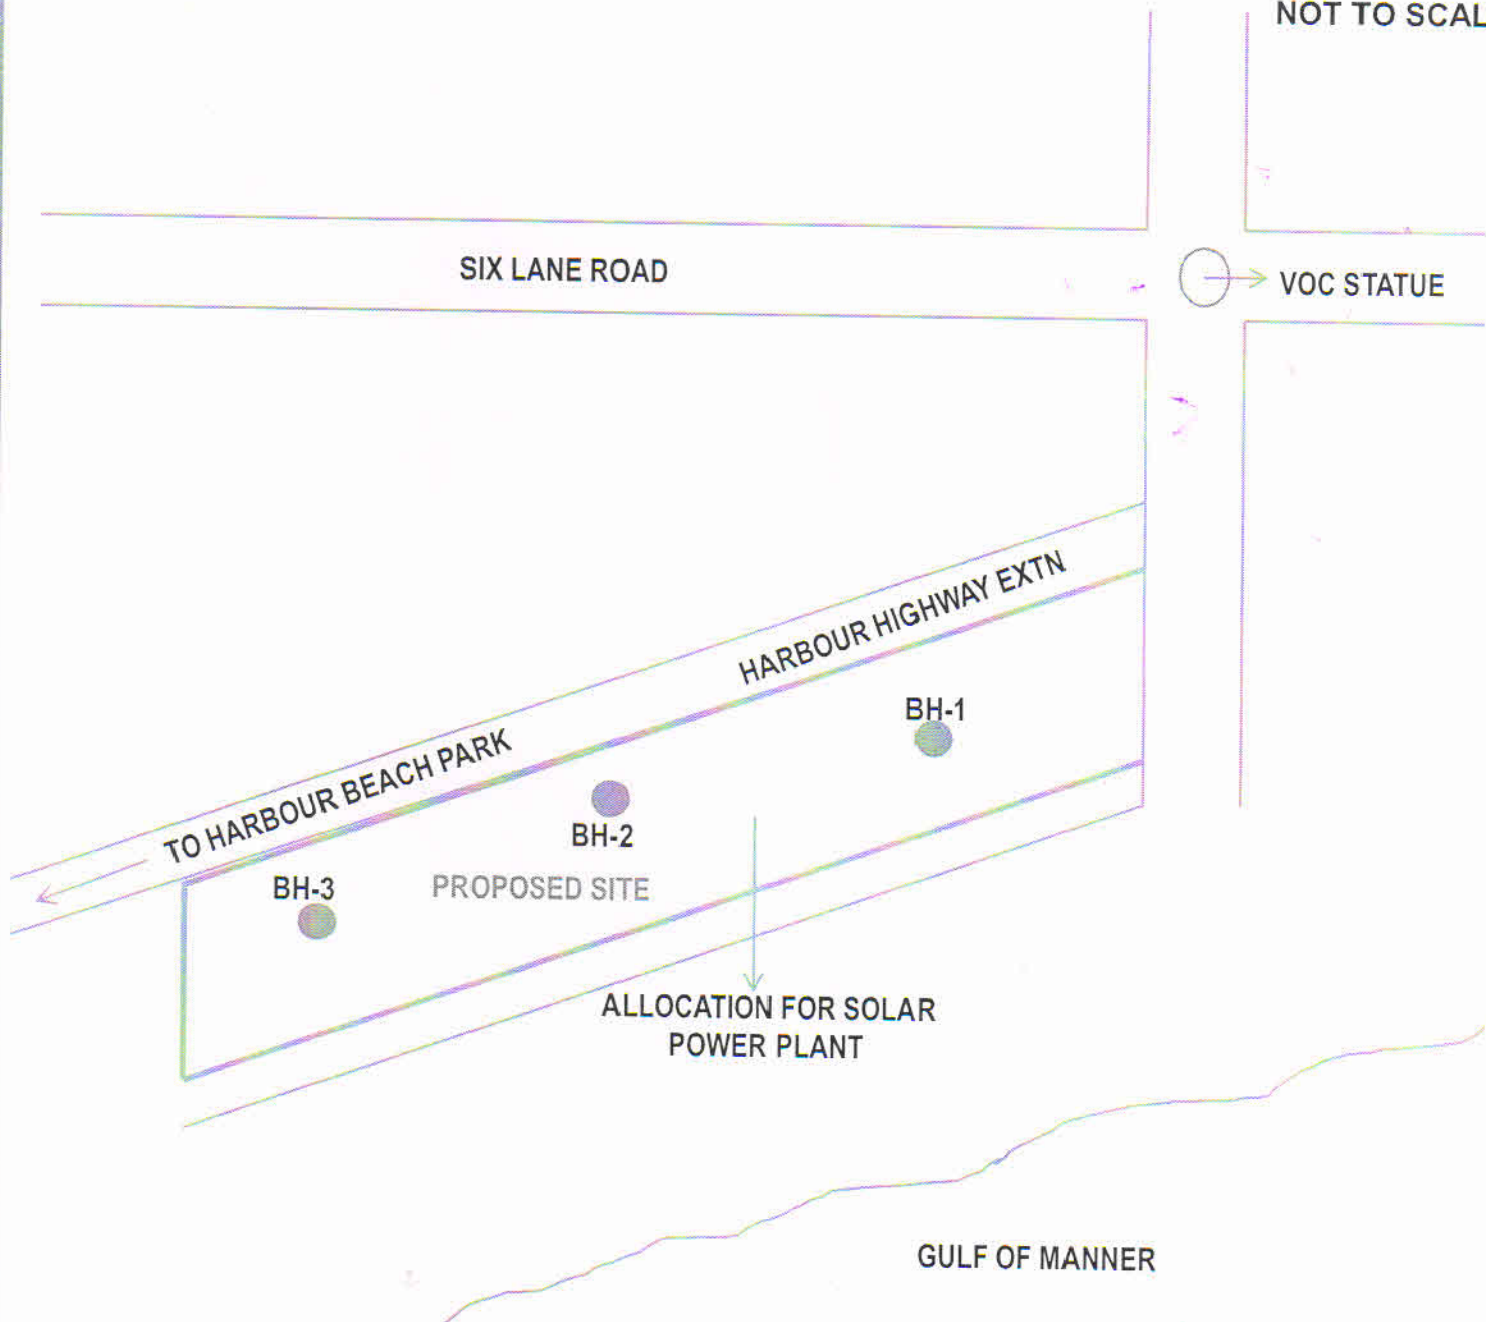 NOT TO SCAL
SIX LANE ROAD
VOC STATUE
HARBOUR HIGHWAY EXTN
TO HARBOUR BEACH PARK
BH-1
BH-2
BH-3
PROPOSED SITE
ALLOCATION FOR SOLAR
POWER PLANT
GULF OF MANNER